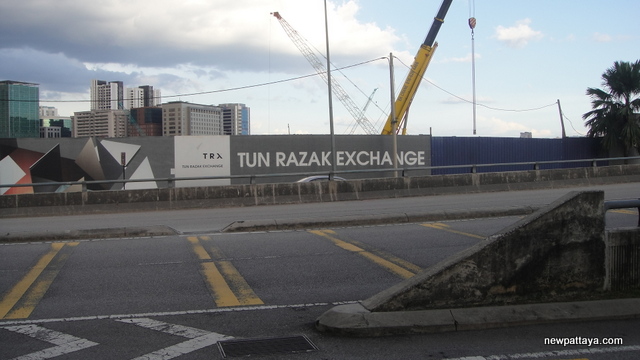 TRX
TUN RAZAK EXCHANGE
TUN RAZAK EXCHANGE
newpattaya.com